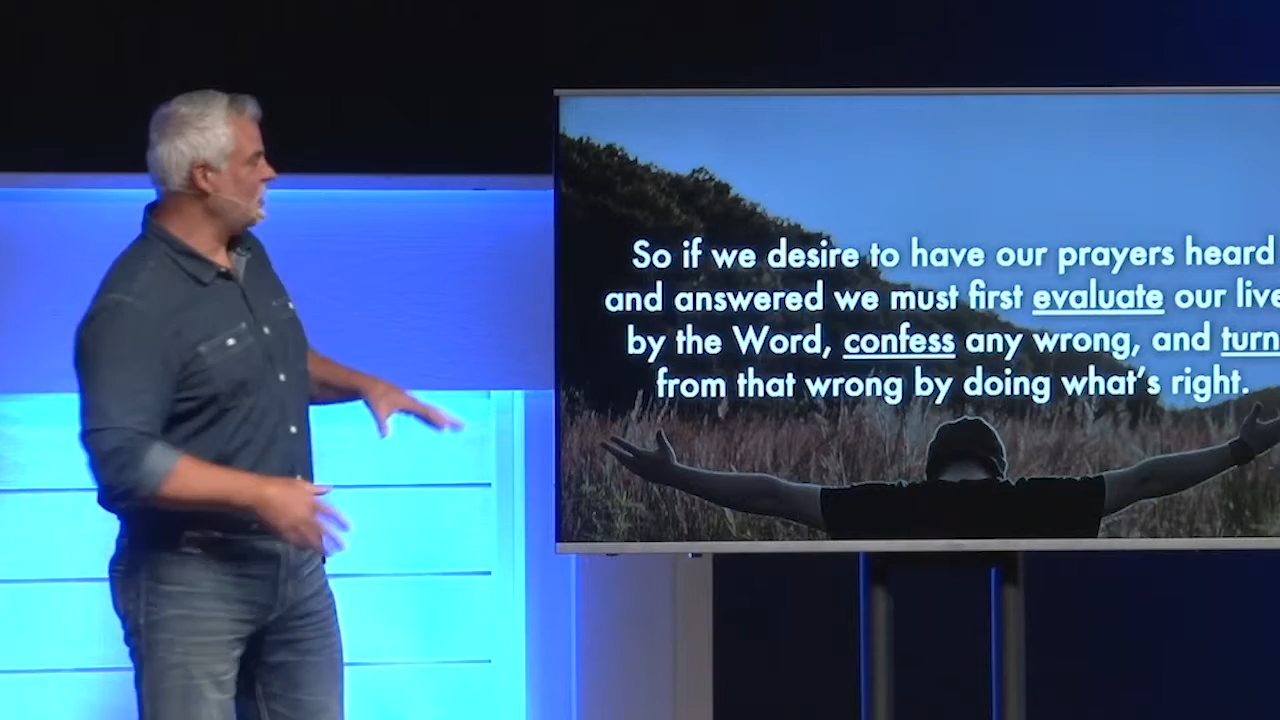 So if we desire to have our prayers heard
and answered we must first evaluate our live
by the Word, confess any wrong, and turn
from that wrong by doing what's right.